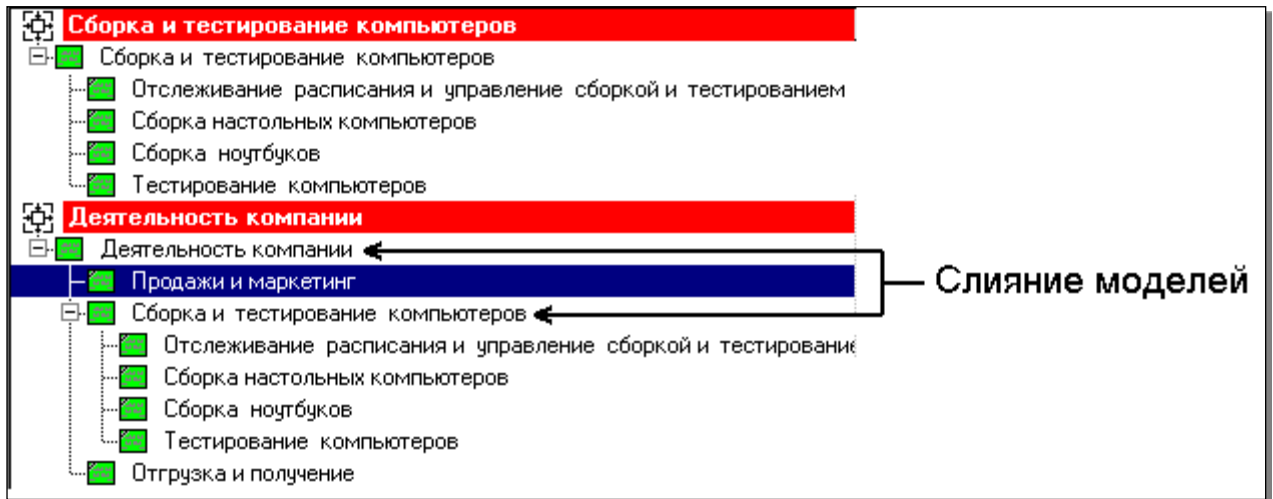 Сборка и тестирование компьютеров
Сборка и тестирование компьютеров
Отслеживание расписания и управление сборкой и тестированием
Сборка настольных компьютеров
Сборка ноутбуков
Тестирование компьютеров
Деятельность компании
Деятельность компании
Продажи и маркетинг
Слияние моделей
Сборка и тестирование компьютеров
Отслеживание расписания и управление сборкой и тестировани
Сборка настольных компьютеров
Сборка ноутбуков
Тестирование компьютеров
Отгрузка и получение